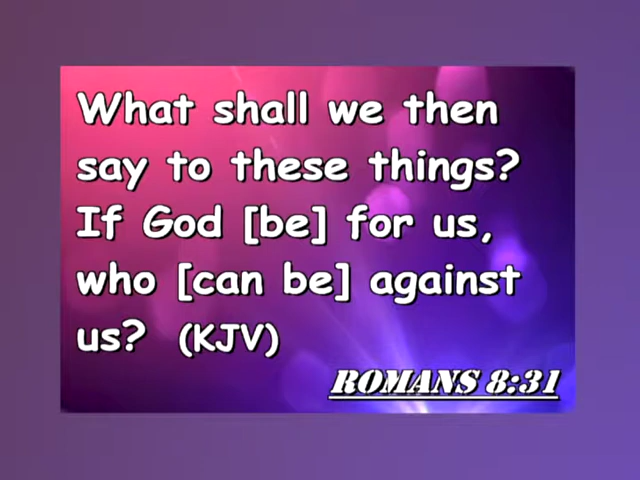 What shall we then
say to these things?
If God [be] for us,
who [can be] against
us? (KJV)
ROMANS 8:31